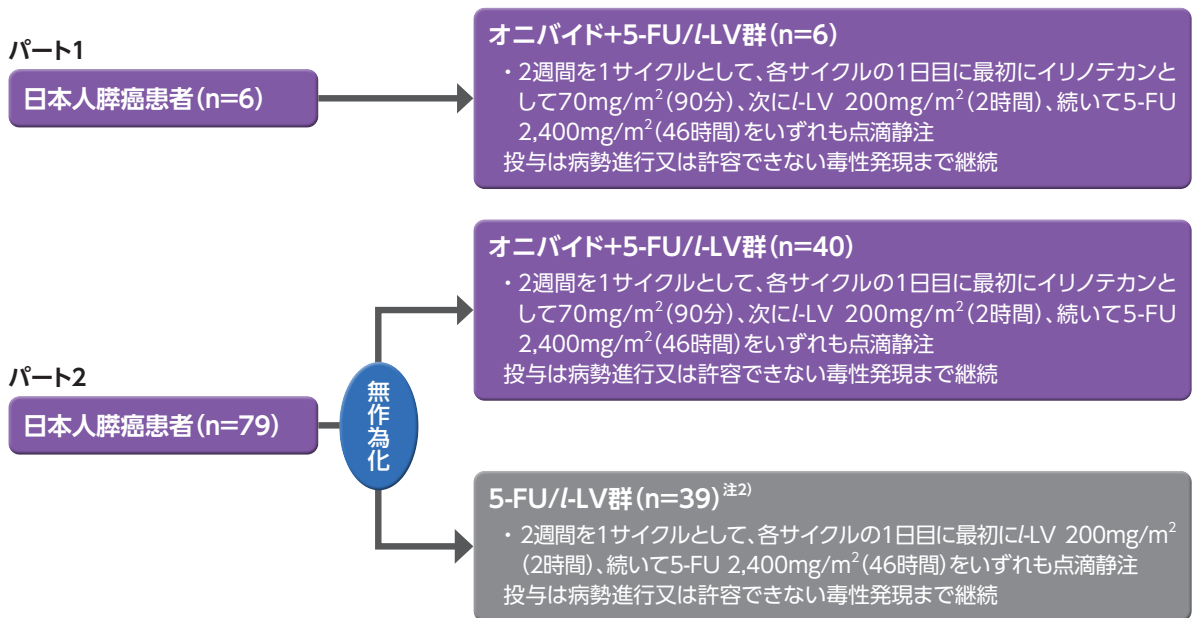 パート1
日本人膵癌患者(n=6)
オニバイド+5-FU/l-LV群(n=6)
・2週間を1サイクルとして、各サイクルの1日目に最初にイリノテカンと
して70mg/m²(90分)、次にl-LV 200mg/m²(2時間)、続いて5-FU
2,400mg/m²(46時間)をいずれも点滴静注
投与は病勢進行又は許容できない毒性発現まで継続
パート2
日本人膵癌患者(n=79)
無作為化
オニバイド+5-FU/l-LV群(n=40)
・2週間を1サイクルとして、各サイクルの1日目に最初にイリノテカンと
して70mg/m²(90分)、次にl-LV 200mg/m²(2時間)、続いて5-FU
2,400mg/m²(46時間)をいずれも点滴静注
投与は病勢進行又は許容できない毒性発現まで継続
5-FU/l-LV群(n=39)注2)
・2週間を1サイクルとして、各サイクルの1日目に最初にl-LV 200mg/m²
(2時間)、続いて5-FU 2,400mg/m²(46時間)をいずれも点滴静注
投与は病勢進行又は許容できない毒性発現まで継続